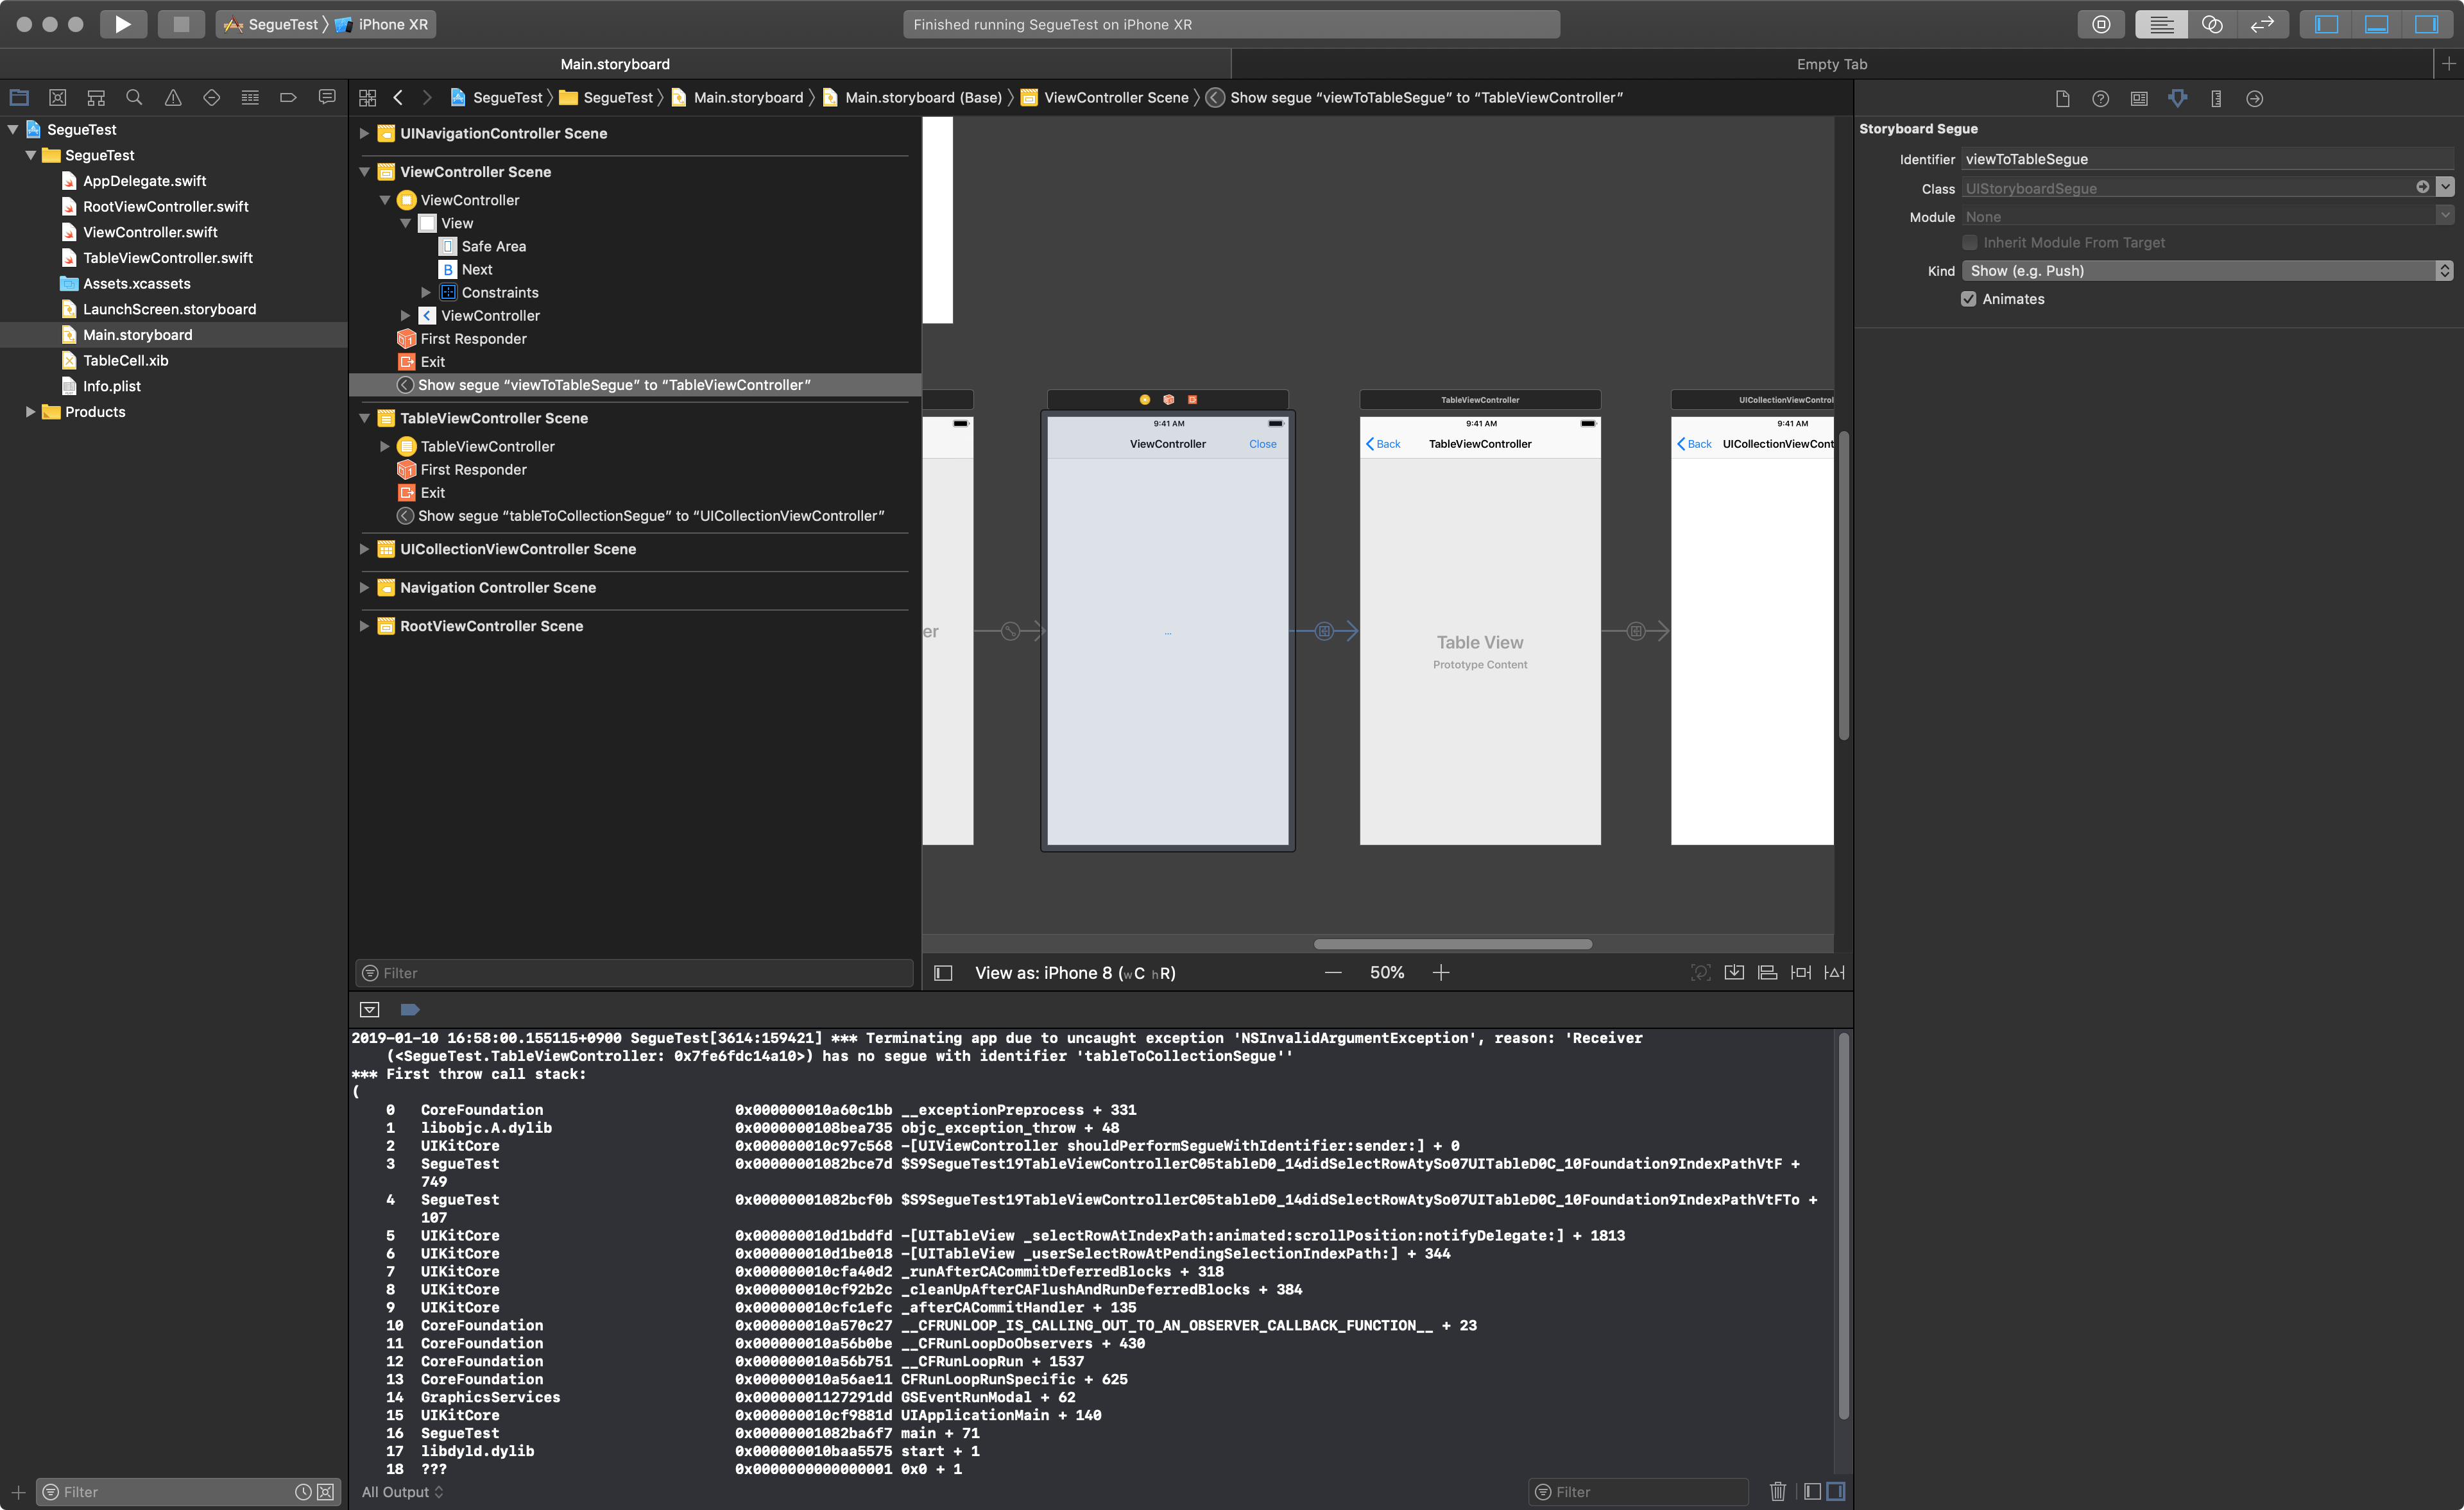 SegueTest
iPhone XR
Finished running SegueTest on iPhone XR
Main.storyboard
Empty Tab
SegueTest
SegueTest
AppDelegate.swift
RootViewController.swift
ViewController.swift
TableViewController.swift
Assets.xcassets
LaunchScreen.storyboard
Main.storyboard
TableCell.xib
Info.plist
Products
Filter
SegueTest
SegueTest
Main.storyboard
Main.storyboard (Base)
ViewController Scene
Show segue “viewToTableSegue” to “TableViewController”
UINavigationController Scene
ViewController Scene
ViewController
View
Safe Area
B Next
Constraints
ViewController
First Responder
Exit
Show segue “viewToTableSegue” to “TableViewController”
TableViewController Scene
TableViewController
First Responder
Exit
Show segue “tableToCollectionSegue” to “UICollectionViewController”
UICollectionViewController Scene
Navigation Controller Scene
RootViewController Scene
Filter
er
9:41 AM
ViewController
Close
...
TableViewController
9:41 AM
Back
TableViewController
Table View
Prototype Content
UICollectionViewControl
9:41 AM
Back
UICollectionViewCont
View as: iPhone 8 (wC hR)
50%
Storyboard Segue
Identifier viewToTableSegue
Class UIStoryboardSegue
Module None
Inherit Module From Target
Kind Show (e.g. Push)
Animates
2019-01-10 16:58:00.155115+0900 SegueTest[3614:159421] *** Terminating app due to uncaught exception 'NSInvalidArgumentException', reason: 'Receiver
(<SegueTest.TableViewController: 0x7fe6fdc14a10>) has no segue with identifier 'tableToCollectionSegue''
*** First throw call stack:
(
0 CoreFoundation 0x000000010a60c1bb __exceptionPreprocess + 331
1 libobjc.A.dylib 0x0000000108bea735 objc_exception_throw + 48
2 UIKitCore 0x000000010c97c568 -[UIViewController shouldPerformSegueWithIdentifier:sender:] + 0
3 SegueTest 0x00000001082bce7d $S9SegueTest19TableViewControllerC05tableD0_14didSelectRowAtySo07UITableD0C_10Foundation9IndexPathVtF +
749
4 SegueTest 0x00000001082bcf0b $S9SegueTest19TableViewControllerC05tableD0_14didSelectRowAtySo07UITableD0C_10Foundation9IndexPathVtFTo +
107
5 UIKitCore 0x000000010d1bddfd -[UITableView _selectRowAtIndexPath:animated:scrollPosition:notifyDelegate:] + 1813
6 UIKitCore 0x000000010d1be018 -[UITableView _userSelectRowAtPendingSelectionIndexPath:] + 344
7 UIKitCore 0x000000010cfa40d2 _runAfterCACommitDeferredBlocks + 318
8 UIKitCore 0x000000010cf92b2c _cleanUpAfterCAFlushAndRunDeferredBlocks + 384
9 UIKitCore 0x000000010cfc1efc _afterCACommitHandler + 135
10 CoreFoundation 0x000000010a570c27 __CFRUNLOOP_IS_CALLING_OUT_TO_AN_OBSERVER_CALLBACK_FUNCTION__ + 23
11 CoreFoundation 0x000000010a56b0be __CFRunLoopDoObservers + 430
12 CoreFoundation 0x000000010a56b751 __CFRunLoopRun + 1537
13 CoreFoundation 0x000000010a56ae11 CFRunLoopRunSpecific + 625
14 GraphicsServices 0x00000001127291dd GSEventRunModal + 62
15 UIKitCore 0x000000010cf9881d UIApplicationMain + 140
16 SegueTest 0x00000001082ba6f7 main + 71
17 libdyld.dylib 0x000000010baa5575 start + 1
18 ??? 0x0000000000000001 0x0 + 1
All Output
Filter